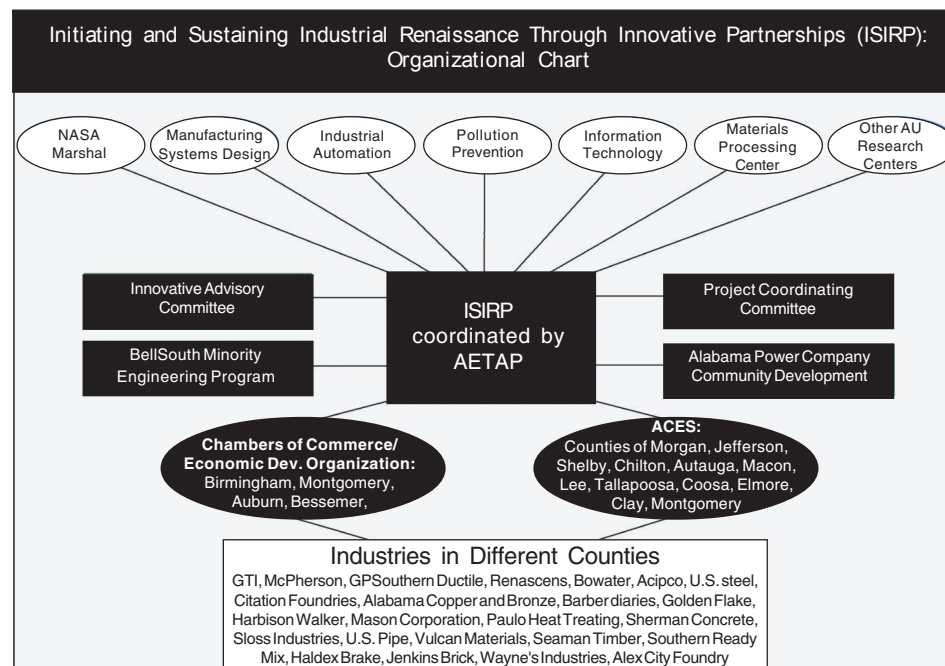 Initiating and Sustaining Industrial Renaissance Through Innovative Partnerships (ISIRP):
Organizational Chart
NASA
Marshal
Manufacturing
Systems Design
Industrial
Automation
Pollution
Prevention
Information
Technology
Materials
Processing
Center
Other AU
Research
Centers
Innovative Advisory
Committee
BellSouth Minority
Engineering Program
ISIRP
coordinated by
AETAP
Project Coordinating
Committee
Alabama Power Company
Community Development
Chambers of Commerce/
Economic Dev. Organization:
Birmingham, Montgomery,
Auburn, Bessemer,
ACES:
Counties of Morgan, Jefferson,
Shelby, Chilton, Autauga, Macon,
Lee, Tallapoosa, Coosa, Elmore,
Clay, Montgomery
Industries in Different Counties
GTI, McPherson, GPSouthern Ductile, Renascens, Bowater, Acipco, U.S. steel,
Citation Foundries, Alabama Copper and Bronze, Barber diaries, Golden Flake,
Harbison Walker, Mason Corporation, Paulo Heat Treating, Sherman Concrete,
Sloss Industries, U.S. Pipe, Vulcan Materials, Seaman Timber, Southern Ready
Mix, Haldex Brake, Jenkins Brick, Wayne's Industries, Alex City Foundry